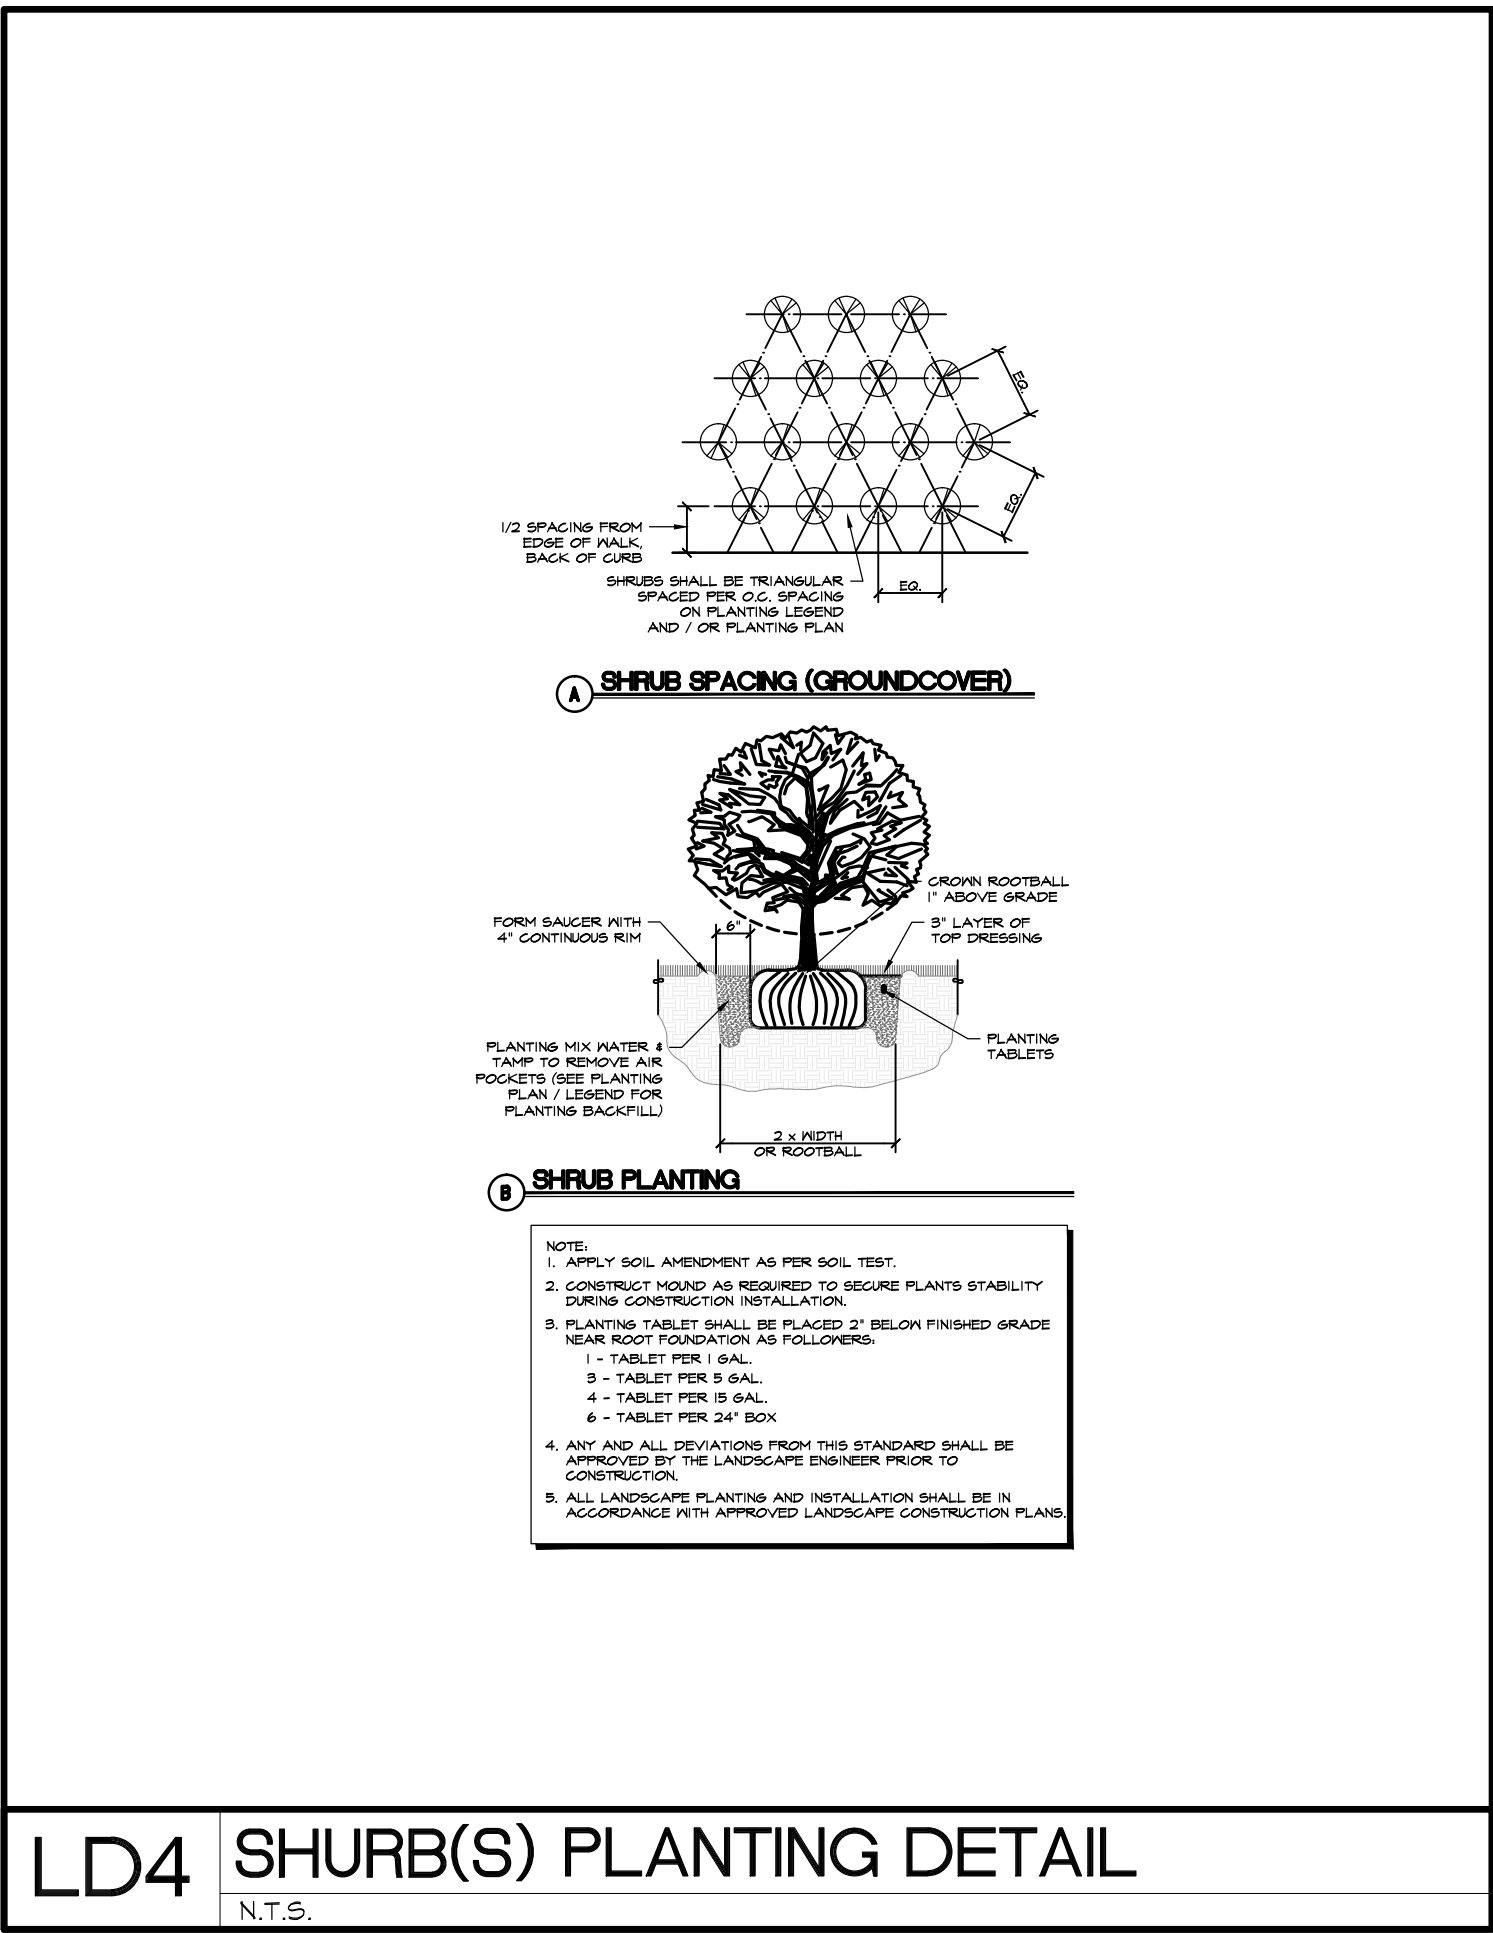 EQ.
EQ.
1/2 SPACING FROM
EDGE OF WALK,
BACK OF CURB
SHRUBS SHALL BE TRIANGULAR
SPACED PER O.C. SPACING
ON PLANTING LEGEND
AND / OR PLANTING PLAN
EQ.
A SHRUB SPACING (GROUNDCOVER)
CROWN ROOTBALL
1" ABOVE GRADE
FORM SAUCER WITH
4" CONTINUOUS RIM
6"
3" LAYER OF
TOP DRESSING
PLANTING MIX WATER &
TAMP TO REMOVE AIR
POCKETS (SEE PLANTING
PLAN / LEGEND FOR
PLANTING BACKFILL)
PLANTING
TABLETS
2 x WIDTH
OR ROOTBALL
B SHRUB PLANTING
NOTE:
1. APPLY SOIL AMENDMENT AS PER SOIL TEST.
2. CONSTRUCT MOUND AS REQUIRED TO SECURE PLANTS STABILITY
DURING CONSTRUCTION INSTALLATION.
3. PLANTING TABLET SHALL BE PLACED 2" BELOW FINISHED GRADE
NEAR ROOT FOUNDATION AS FOLLOWERS:
1 - TABLET PER 1 GAL.
3 - TABLET PER 5 GAL.
4 - TABLET PER 15 GAL.
6 - TABLET PER 24" BOX
4. ANY AND ALL DEVIATIONS FROM THIS STANDARD SHALL BE
APPROVED BY THE LANDSCAPE ENGINEER PRIOR TO
CONSTRUCTION.
5. ALL LANDSCAPE PLANTING AND INSTALLATION SHALL BE IN
ACCORDANCE WITH APPROVED LANDSCAPE CONSTRUCTION PLANS.
LD4
SHURB(S) PLANTING DETAIL
N.T.S.